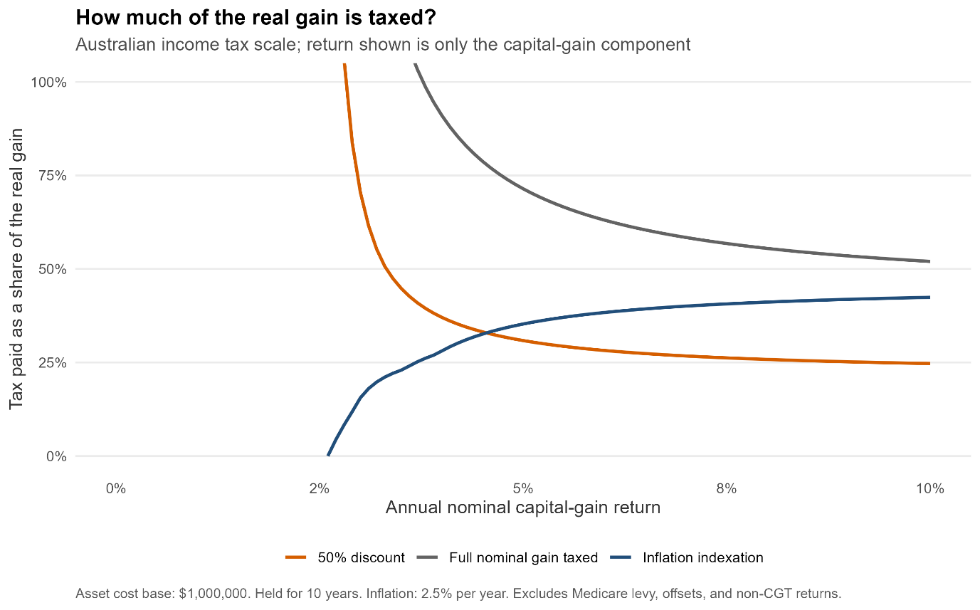 How much of the real gain is taxed?
Australian income tax scale; return shown is only the capital-gain component
Tax paid as a share of the real gain
100%
75%
50%
25%
0%
0%
2%
5%
8%
10%
Annual nominal capital-gain return
50% discount
Full nominal gain taxed
Inflation indexation
Asset cost base: $1,000,000. Held for 10 years. Inflation: 2.5% per year. Excludes Medicare levy, offsets, and non-CGT returns.